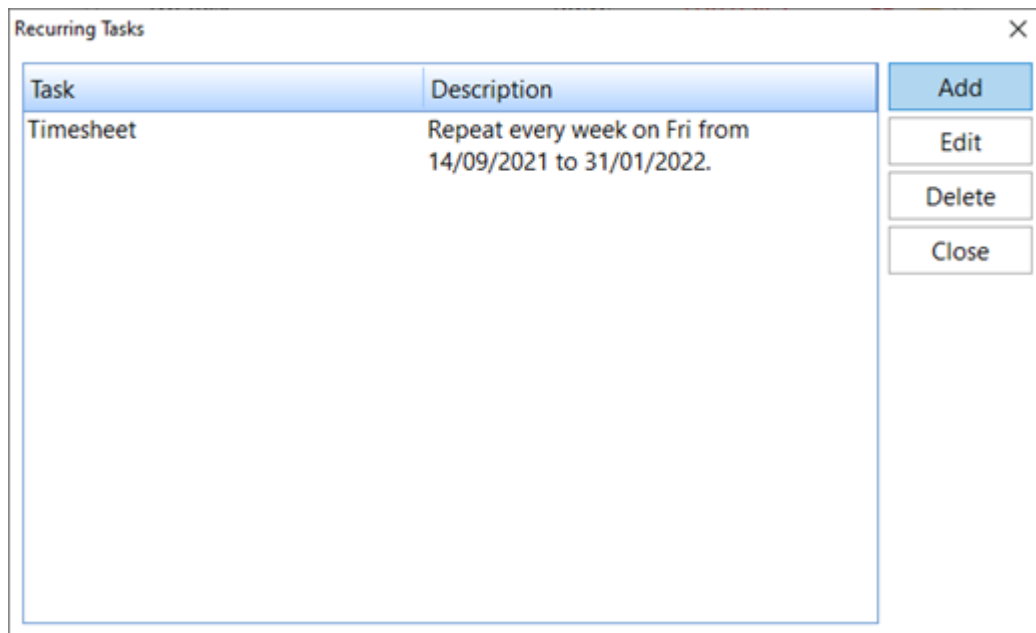 Recurring Tasks
Task Description
Timesheet Repeat every week on Fri from
14/09/2021 to 31/01/2022.
Add
Edit
Delete
Close